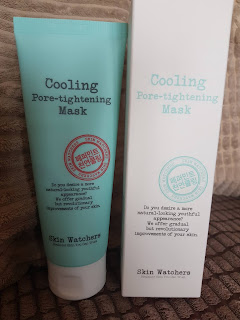 Cooling
Pore-tightening
Mask
Do you desire a more
natural-looking youthful
appearance?
We offer gradual
but revolutionary
improvements of your skin.
Skin Watchers
Cooling
Pore-tightening
Mask
Do you desire a more
natural-looking youthful
appearance?
We offer gradual
but revolutionary
improvements of your skin.
Skin Watchers